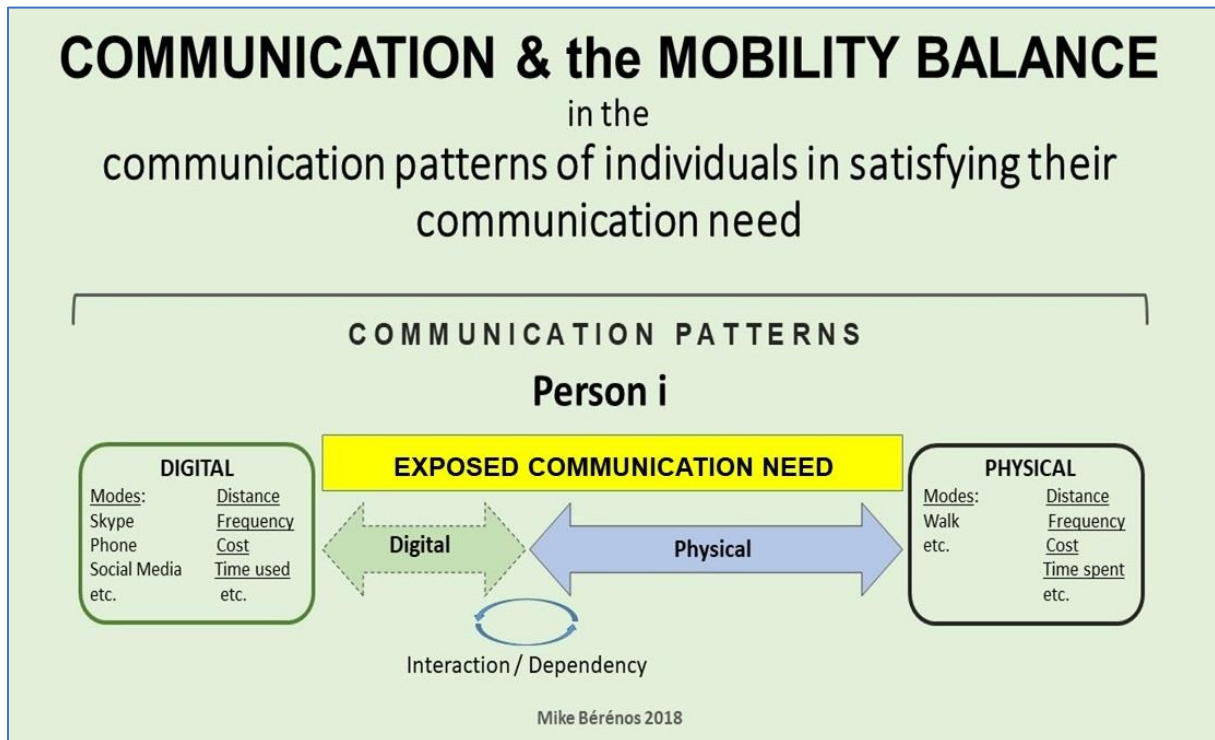 COMMUNICATION & the MOBILITY BALANCE
in the
communication patterns of individuals in satisfying their
communication need
COMMUNICATION PATTERNS
Person i
EXPOSED COMMUNICATION NEED
DIGITAL
Modes: Distance
Skype Frequency
Phone Cost
Social Media Time used
etc. etc.
Digital
Physical
PHYSICAL
Modes: Distance
Walk Frequency
etc. Cost
Time spent
etc.
Interaction / Dependency
Mike Bérénos 2018